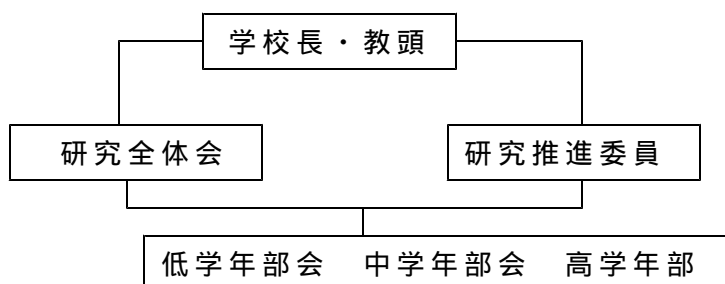 学校長・教頭
研究全体会
研究推進委員
低学年部会 中学年部会 高学年部